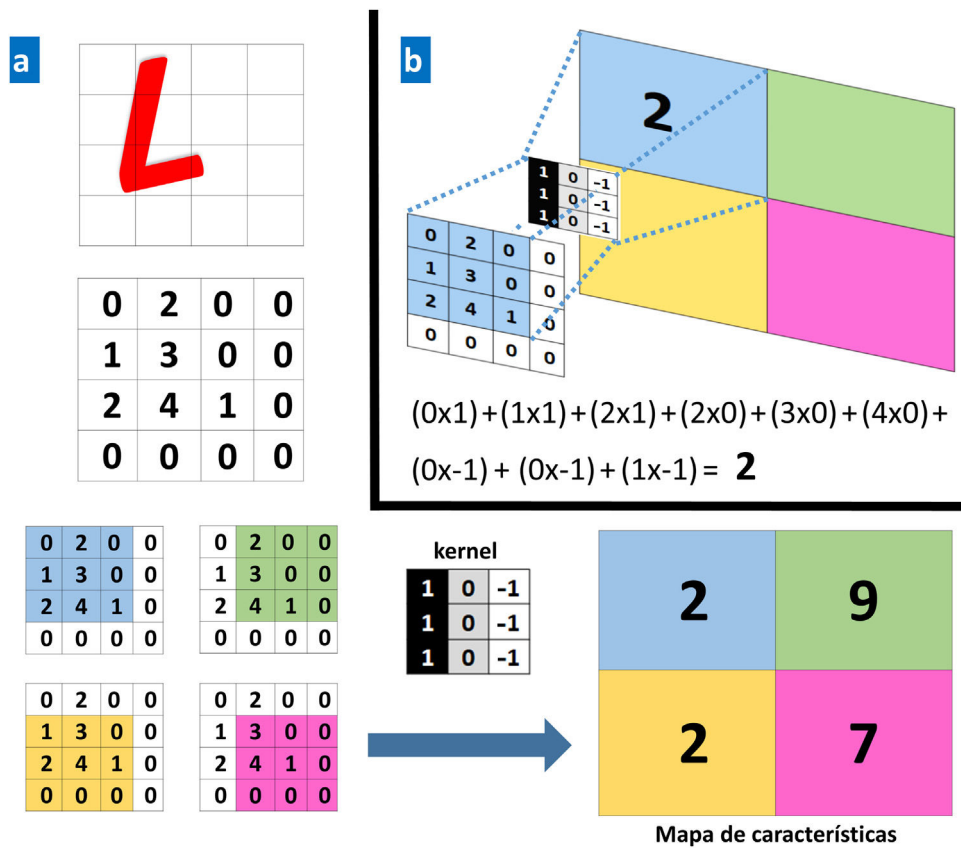 a
0 2 0 0
1 3 0 0
2 4 1 0
0 0 0 0
b
2
1 0 -1
1 0 -1
1 0 -1
0 2 0 0
1 3 0 0
2 4 1 0
0 0 0 0
(0x1)+(1x1)+(2x1)+(2x0)+(3x0)+(4x0)+
(0x-1)+(0x-1)+(1x-1)= 2
0 2 0 0
1 3 0 0
2 4 1 0
0 0 0 0
0 2 0 0
1 3 0 0
2 4 1 0
0 0 0 0
0 2 0 0
1 3 0 0
2 4 1 0
0 0 0 0
0 2 0 0
1 3 0 0
2 4 1 0
0 0 0 0
kernel
1 0 -1
1 0 -1
1 0 -1
2 9
2 7
Mapa de características